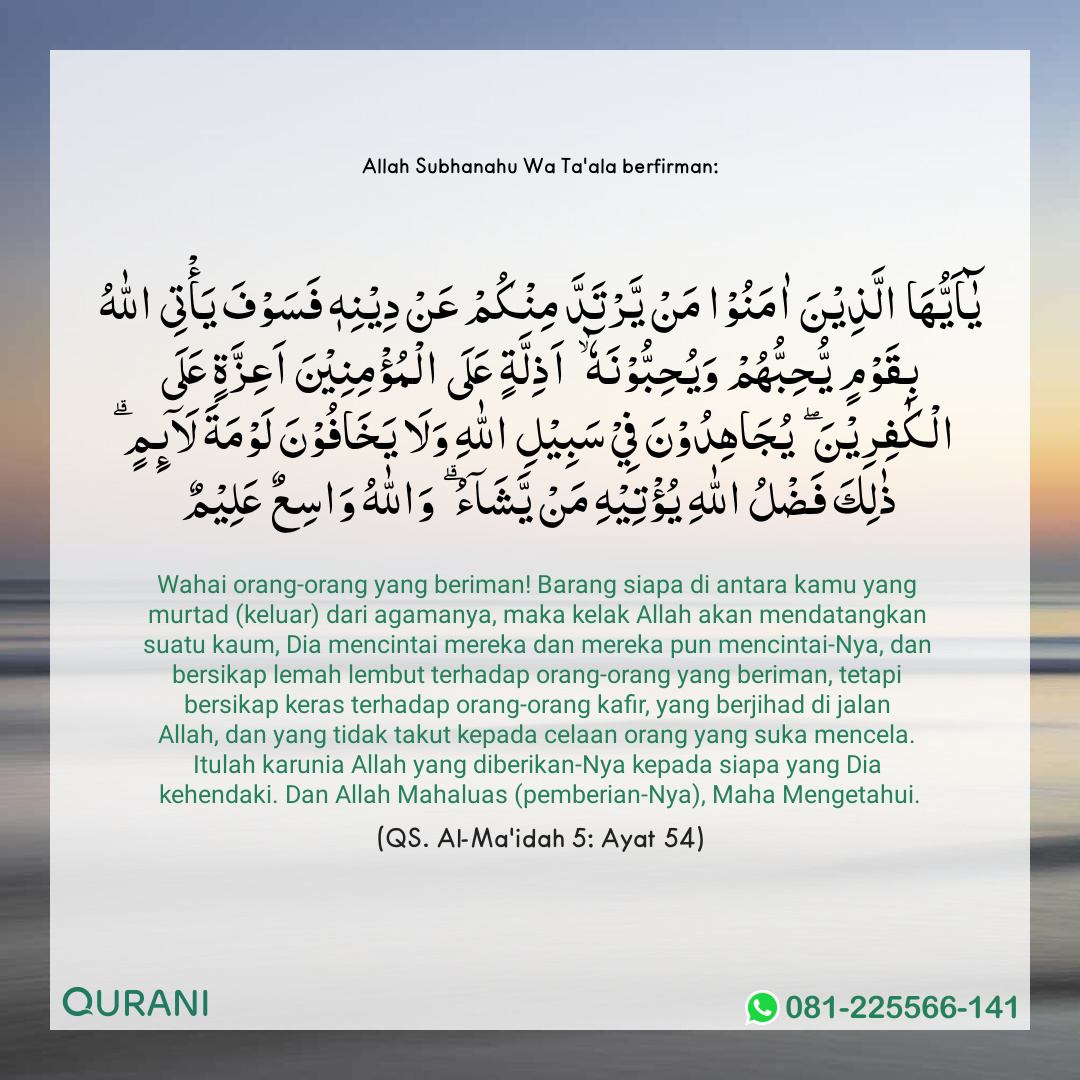 Allah Subhanahu Wa Ta'ala berfirman:
يٰۤاَيُّهَا الَّذِيْنَ اٰمَنُوْا مَنْ يَّرْتَدَّ مِنْكُمْ عَنْ دِيْنِهٖ فَسَوْفَ يَأْتِى اللّٰهُ
بِقَوْمٍ يُّحِبُّهُمْ وَيُحِبُّوْنَهٗۤ ۙ اَذِلَّةٍ عَلَى الْمُؤْمِنِيْنَ اَعِزَّةٍ عَلَى
الْكٰفِرِيْنَ ۖ يُجَاهِدُوْنَ فِيْ سَبِيْلِ اللّٰهِ وَلَا يَخَافُوْنَ لَوْمَةَ لَاۤئِمٍ ۗ
ذٰلِكَ فَضْلُ اللّٰهِ يُؤْتِيْهِ مَنْ يَّشَآءُ ۗ وَاللّٰهُ وَاسِعٌ عَلِيْمٌ
Wahai orang-orang yang beriman! Barang siapa di antara kamu yang
murtad (keluar) dari agamanya, maka kelak Allah akan mendatangkan
suatu kaum, Dia mencintai mereka dan mereka pun mencintai-Nya, dan
bersikap lemah lembut terhadap orang-orang yang beriman, tetapi
bersikap keras terhadap orang-orang kafir, yang berjihad di jalan
Allah, dan yang tidak takut kepada celaan orang yang suka mencela.
Itulah karunia Allah yang diberikan-Nya kepada siapa yang Dia
kehendaki. Dan Allah Mahaluas (pemberian-Nya), Maha Mengetahui.
(QS. Al-Ma'idah 5: Ayat 54)
QURANI
081-225566-141